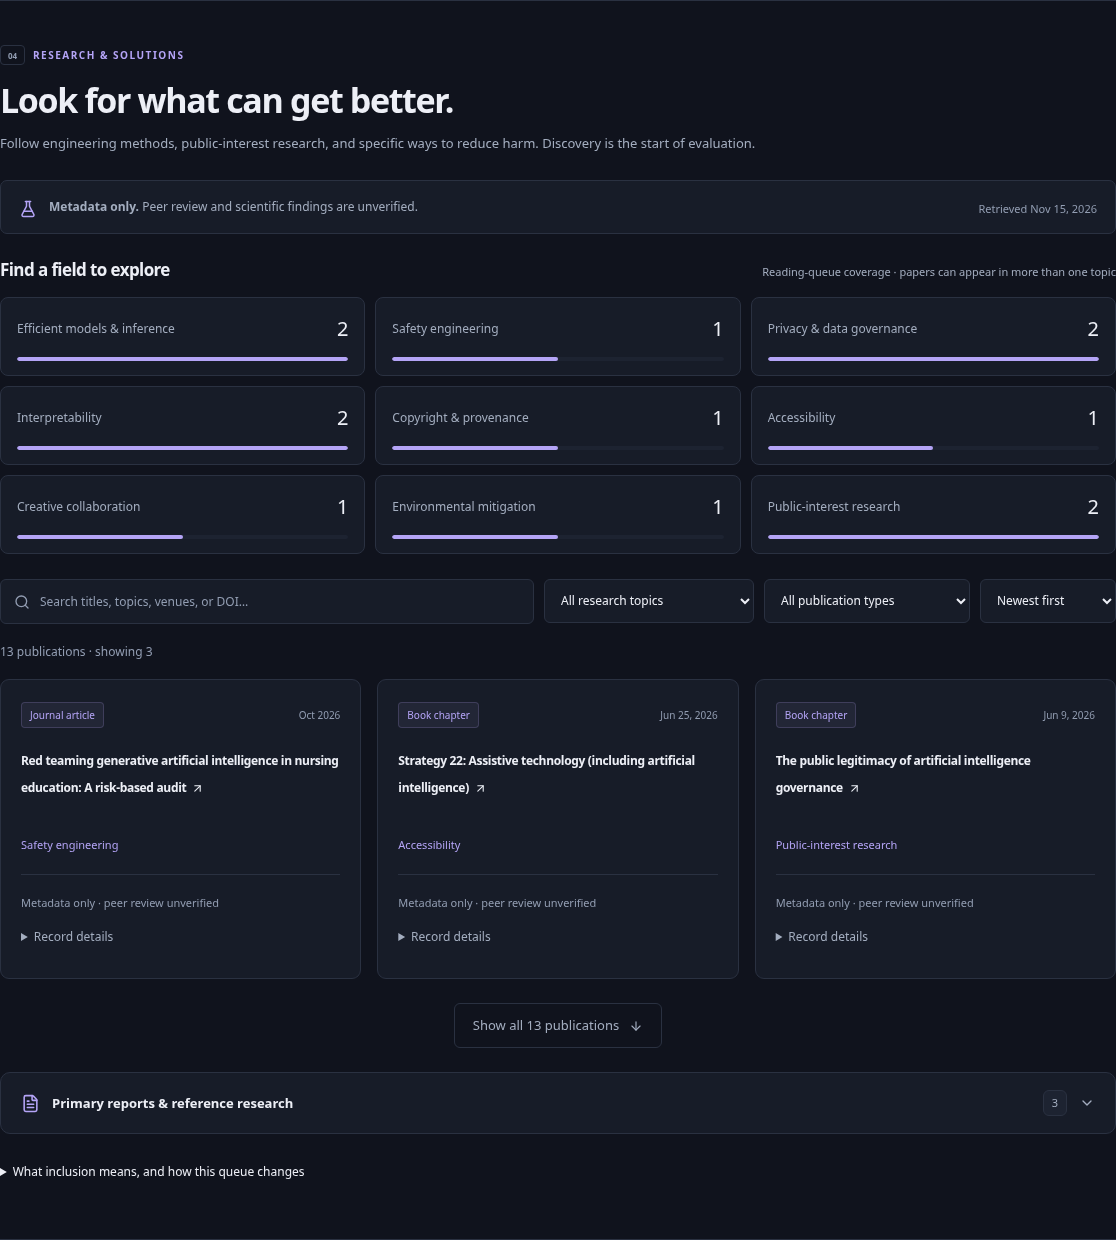 04 RESEARCH & SOLUTIONS
Look for what can get better.
Follow engineering methods, public-interest research, and specific ways to reduce harm. Discovery is the start of evaluation.
Metadata only. Peer review and scientific findings are unverified.
Retrieved Nov 15, 2026
Find a field to explore
Reading-queue coverage · papers can appear in more than one topic
Efficient models & inference 2
Safety engineering 1
Privacy & data governance 2
Interpretability 2
Copyright & provenance 1
Accessibility 1
Creative collaboration 1
Environmental mitigation 1
Public-interest research 2
Search titles, topics, venues, or DOI...
All research topics
All publication types
Newest first
13 publications · showing 3
Journal article
Oct 2026
Red teaming generative artificial intelligence in nursing
education: A risk-based audit
Safety engineering
Metadata only · peer review unverified
Record details
Book chapter
Jun 25, 2026
Strategy 22: Assistive technology (including artificial
intelligence)
Accessibility
Metadata only · peer review unverified
Record details
Book chapter
Jun 9, 2026
The public legitimacy of artificial intelligence
governance
Public-interest research
Metadata only · peer review unverified
Record details
Show all 13 publications
Primary reports & reference research
3
What inclusion means, and how this queue changes